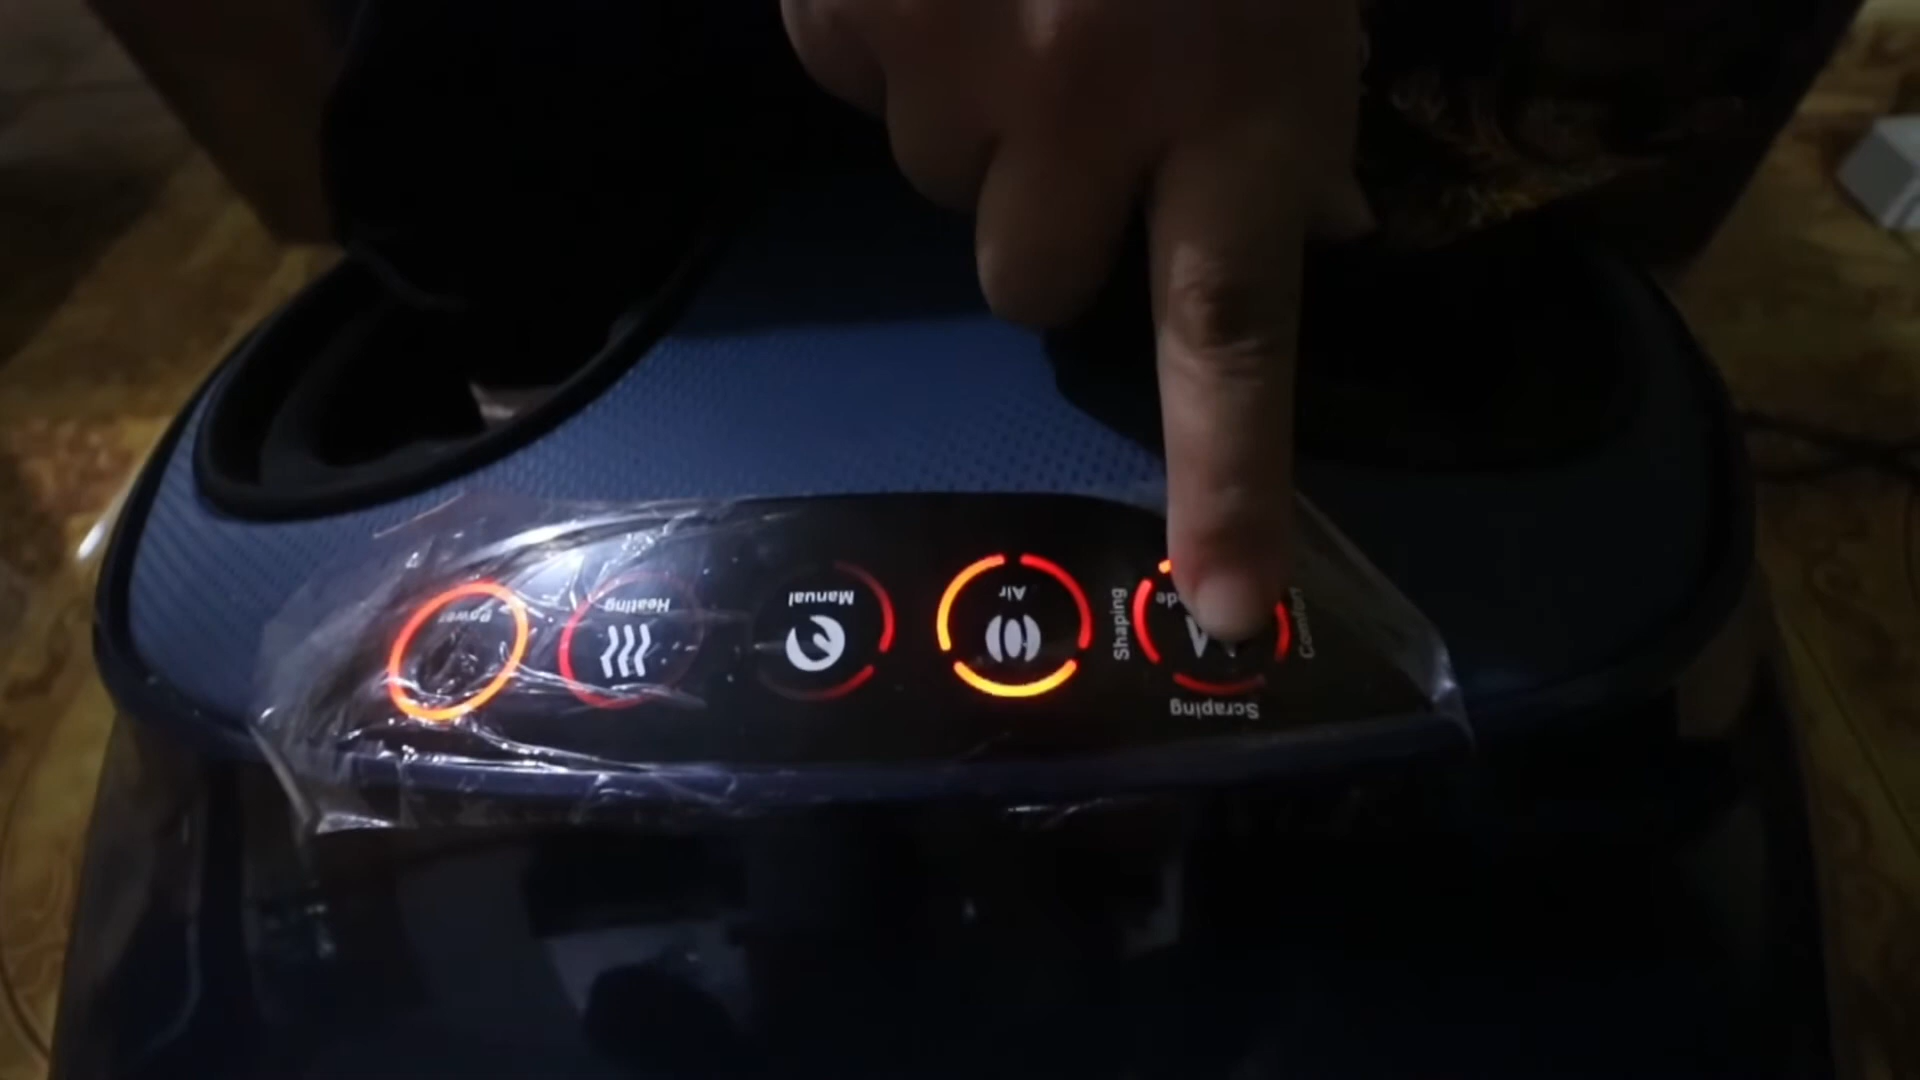 Power
Heating
Manual
Air
Shaping
Scraping
Comfort